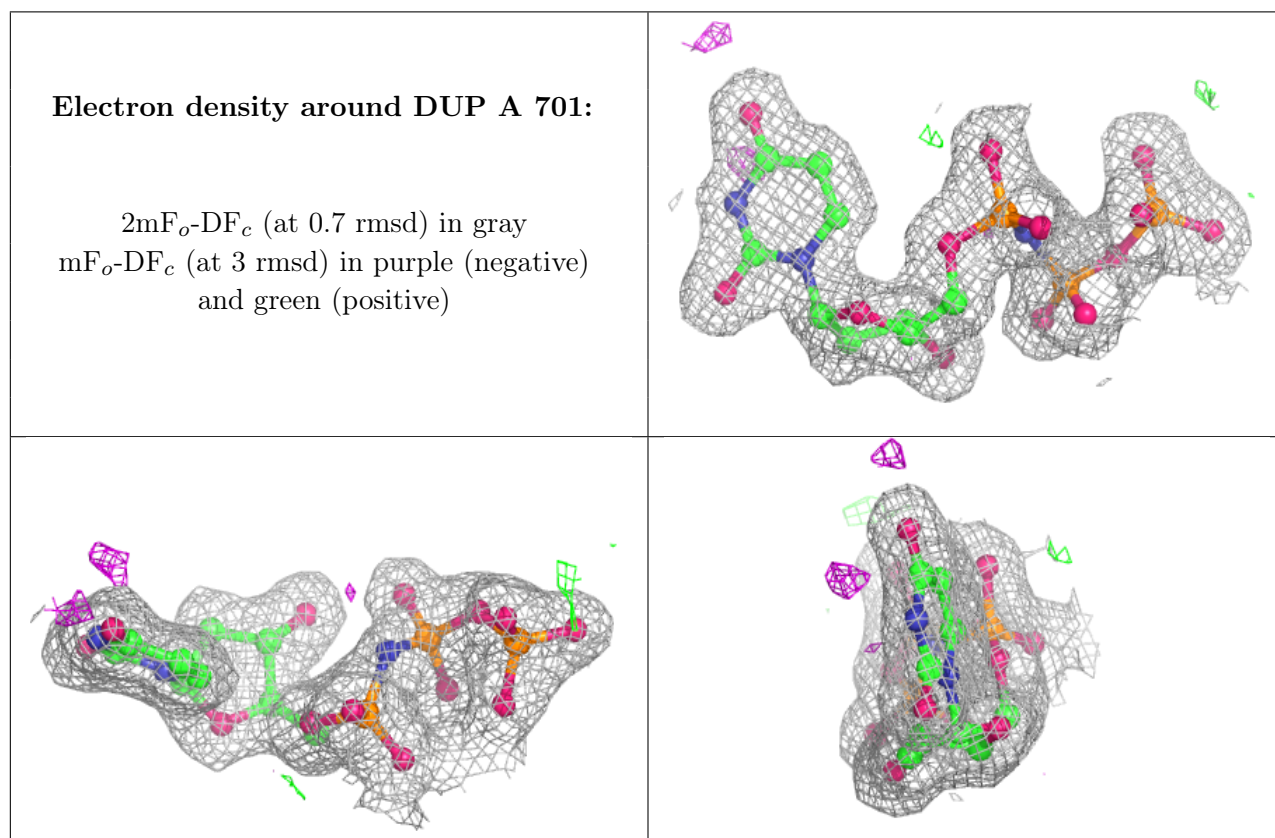 Electron density around DUP A 701:
2mFo-DFc (at 0.7 rmsd) in gray
mFo-DFc (at 3 rmsd) in purple (negative)
and green (positive)